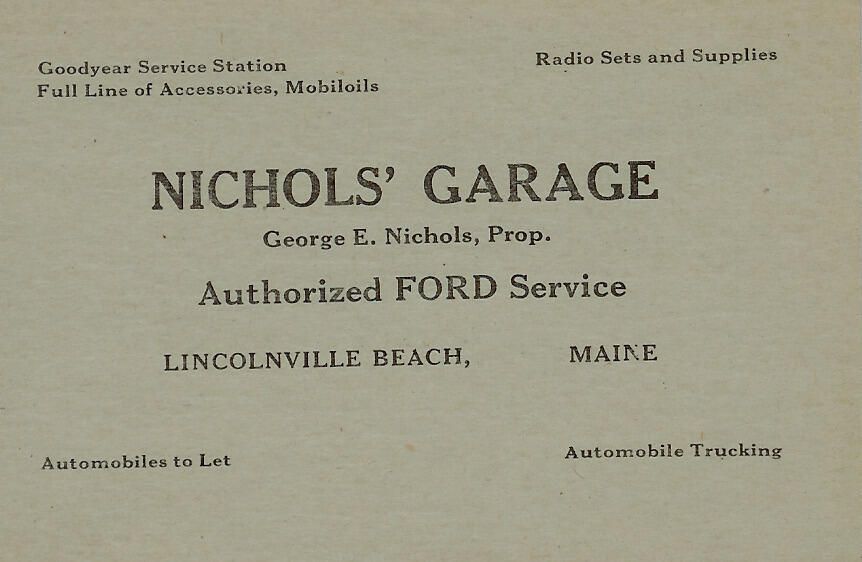 Goodyear Service Station
Full Line of Accessories, Mobiloils
Radio Sets and Supplies
NICHOLS' GARAGE
George E. Nichols, Prop.
Authorized FORD Service
LINCOLNVILLE BEACH, MAINE
Automobiles to Let
Automobile Trucking